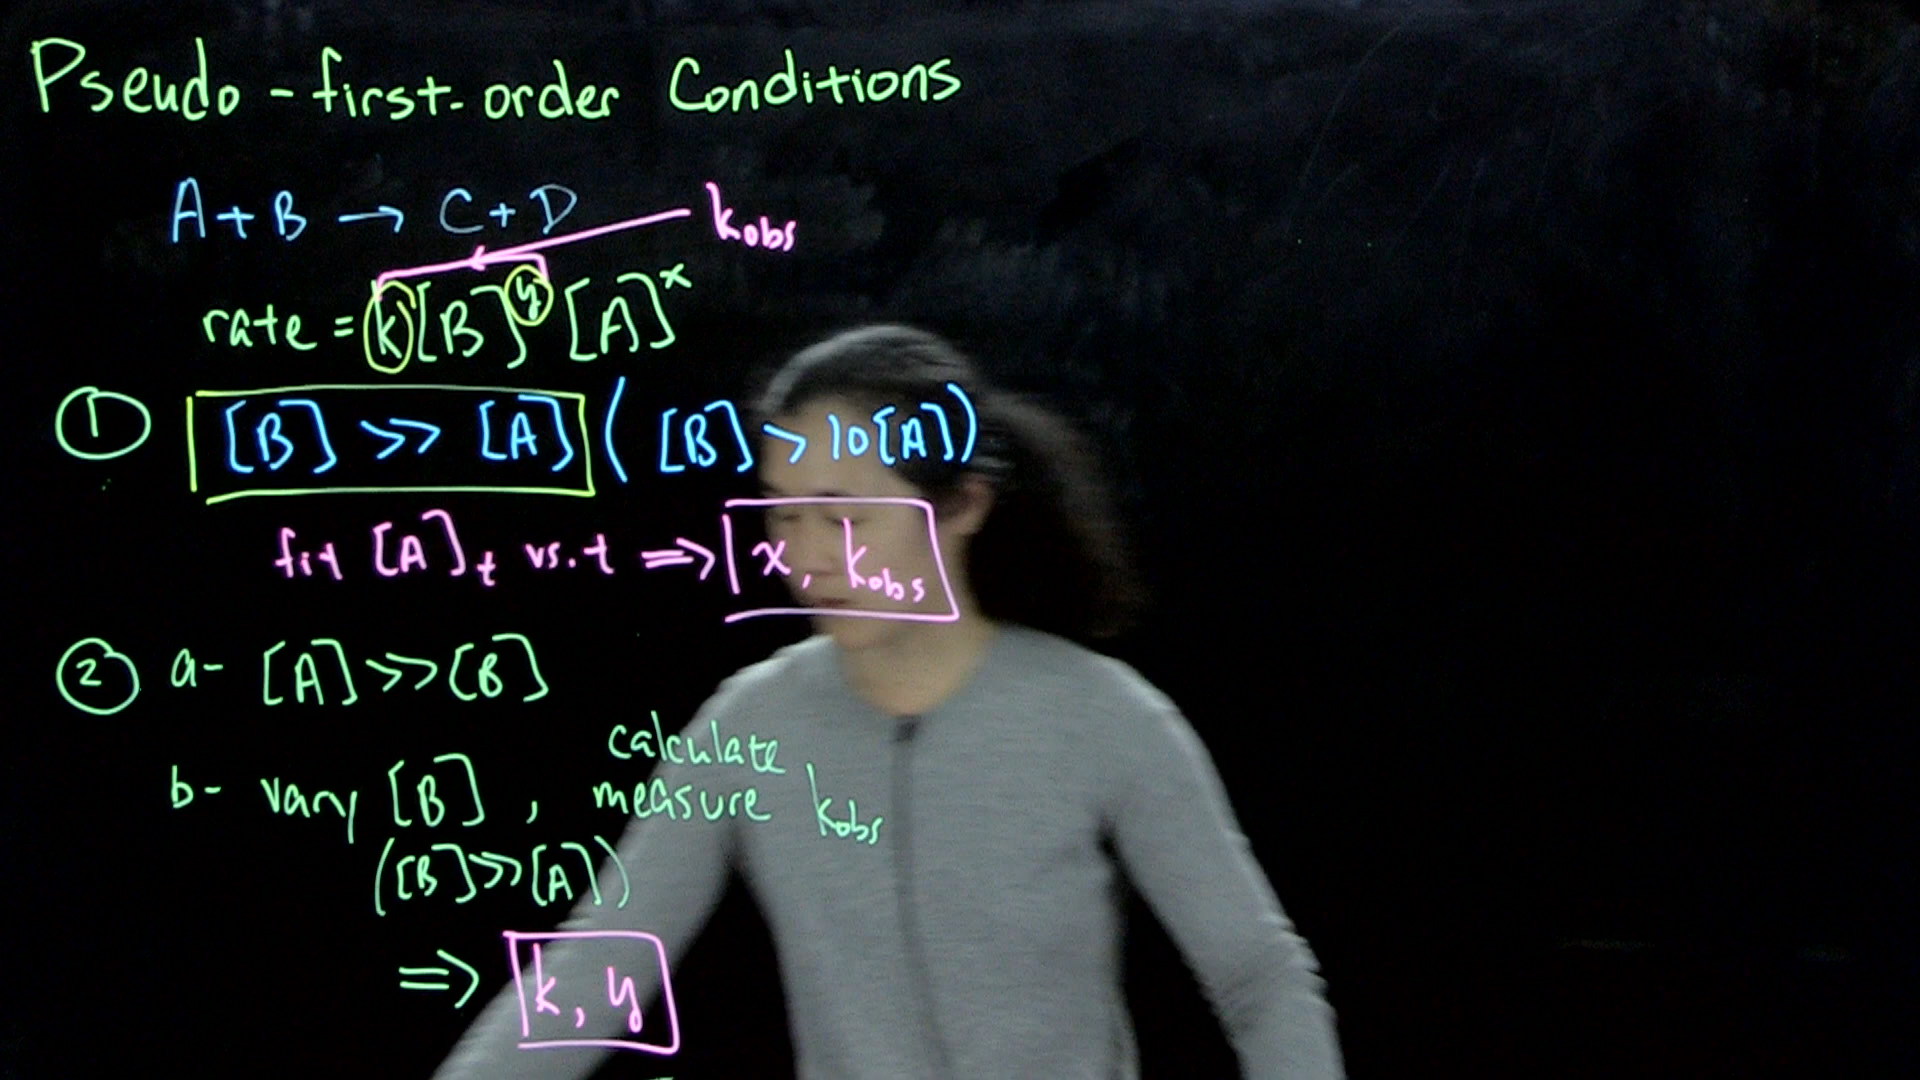 Pseudo-first-order Conditions
A + B → C + D
kobs
rate = k[B]^y [A]^x
① [B] >> [A] ([B] > 10[A])
fit [A]t vs. t ⇒ x, kobs
② a- [A] >> [B]
calculate
b- vary [B], measure kobs
([B] >> [A])
⇒ k, y